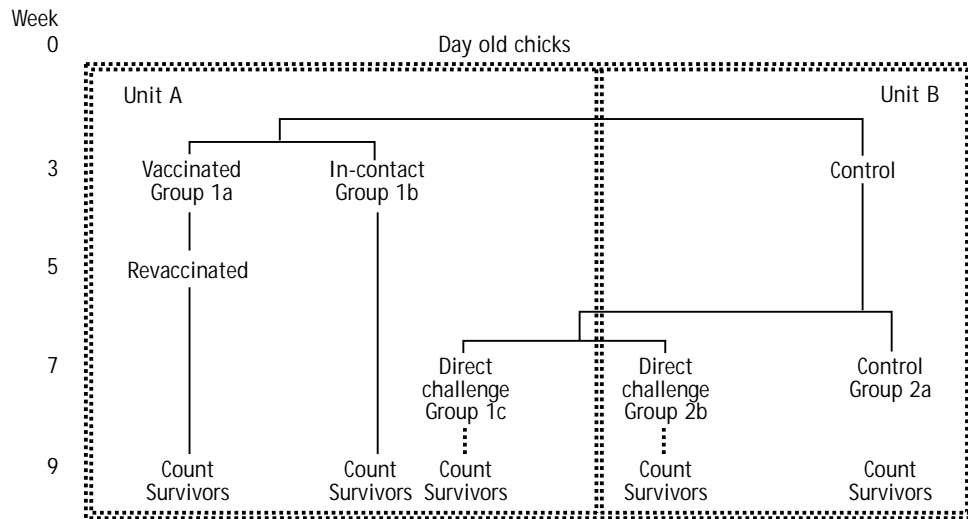 Week
0 Day old chicks
Unit A Unit B
3 Vaccinated In-contact Control
Group 1a Group 1b
5 Revaccinated
7 Direct Direct Control
challenge challenge Group 2a
Group 1c Group 2b
9 Count Count Count Count Count
Survivors Survivors Survivors Survivors Survivors